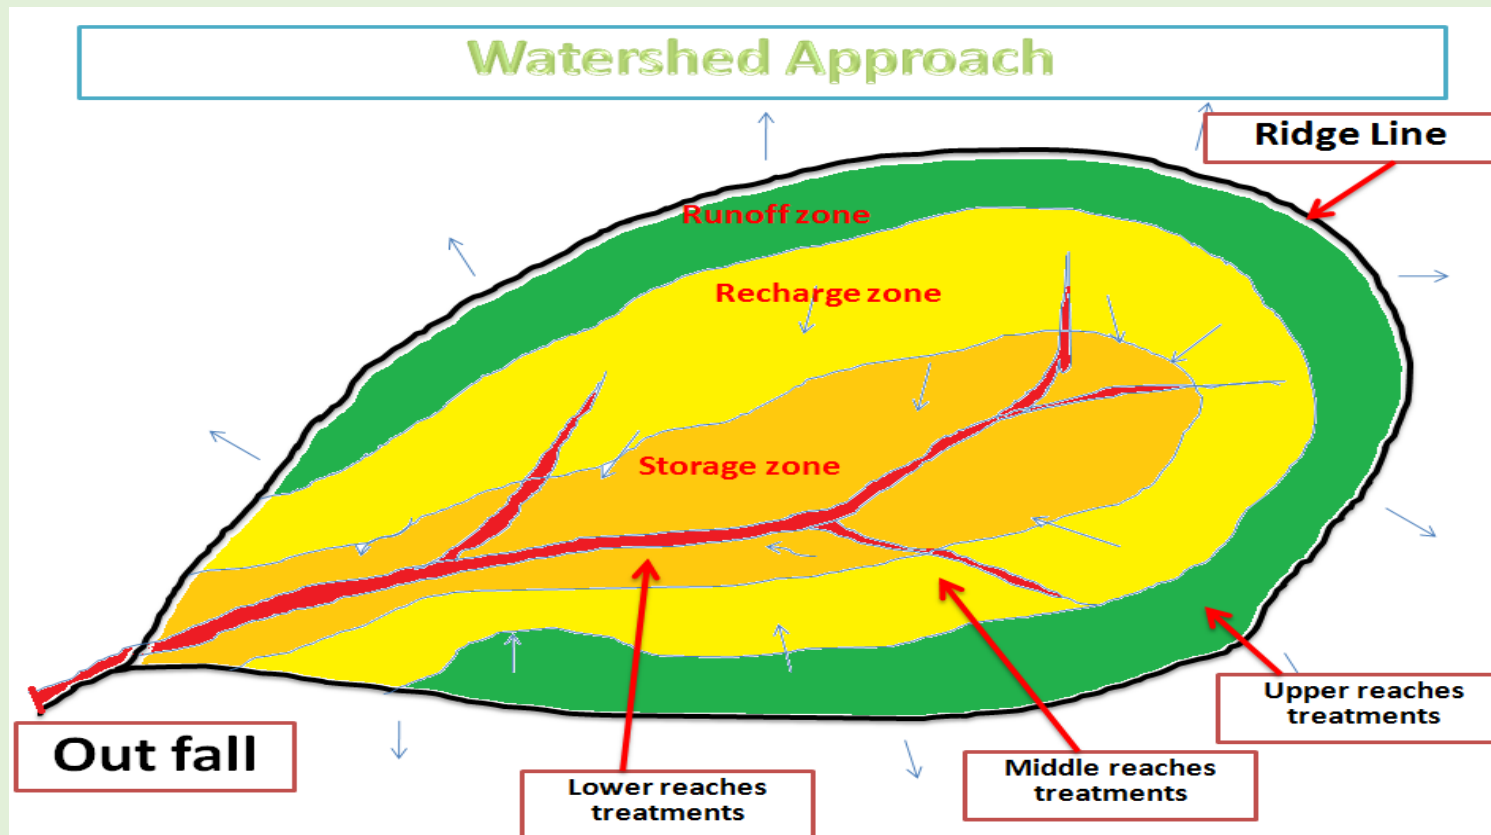 Watershed Approach
Ridge Line
Runoff zone
Recharge zone
Storage zone
Upper reaches
treatments
Out fall
Middle reaches
treatments
Lower reaches
treatments